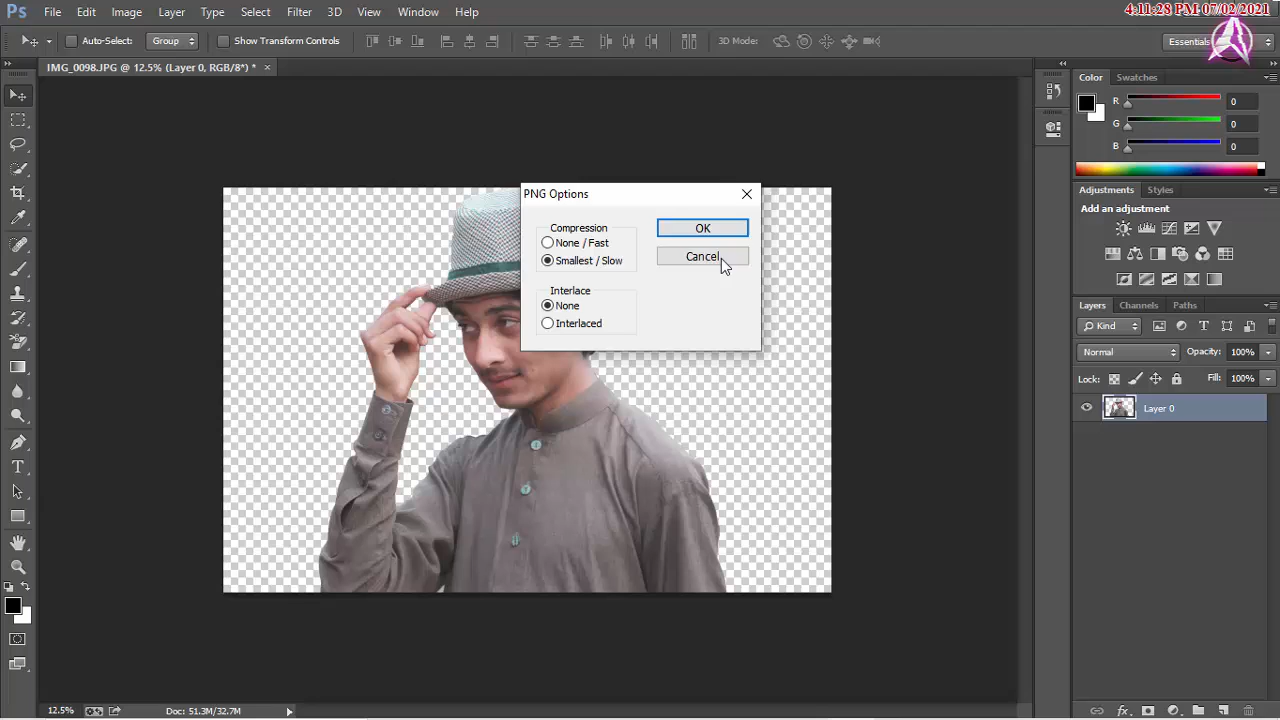 Ps File Edit Image Layer Type Select Filter 3D View Window Help
4:11:28 PM 07/02/2021
Auto-Select: Group Show Transform Controls 3D Mode: Essentials
IMG_0098.JPG @ 12.5% (Layer 0, RGB/8*) * ×
Color Swatches
R 0
G 0
B 0
Adjustments Styles
Add an adjustment
PNG Options
Compression
None / Fast
Smallest / Slow
Interlace
None
Interlaced
OK
Cancel
Layers Channels Paths
Kind
Normal Opacity: 100%
Lock: Fill: 100%
Layer 0
12.5% Doc: 51.3M/32.7M